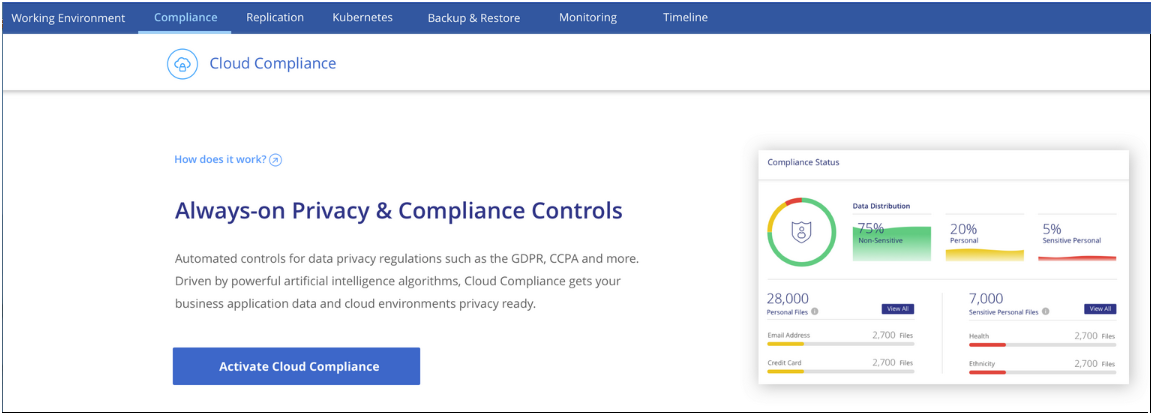 Working Environment Compliance Replication Kubernetes Backup & Restore Monitoring Timeline
Cloud Compliance
How does it work?
Always-on Privacy & Compliance Controls
Automated controls for data privacy regulations such as the GDPR, CCPA and more.
Driven by powerful artificial intelligence algorithms, Cloud Compliance gets your
business application data and cloud environments privacy ready.
Activate Cloud Compliance
Compliance Status
Data Distribution
75%
Non-Sensitive
20%
Personal
5%
Sensitive Personal
28,000
Personal Files
View All
Email Address 2,700 Files
Credit Card 2,700 Files
7,000
Sensitive Personal Files
View All
Health 2,700 Files
Ethnicity 2,700 Files